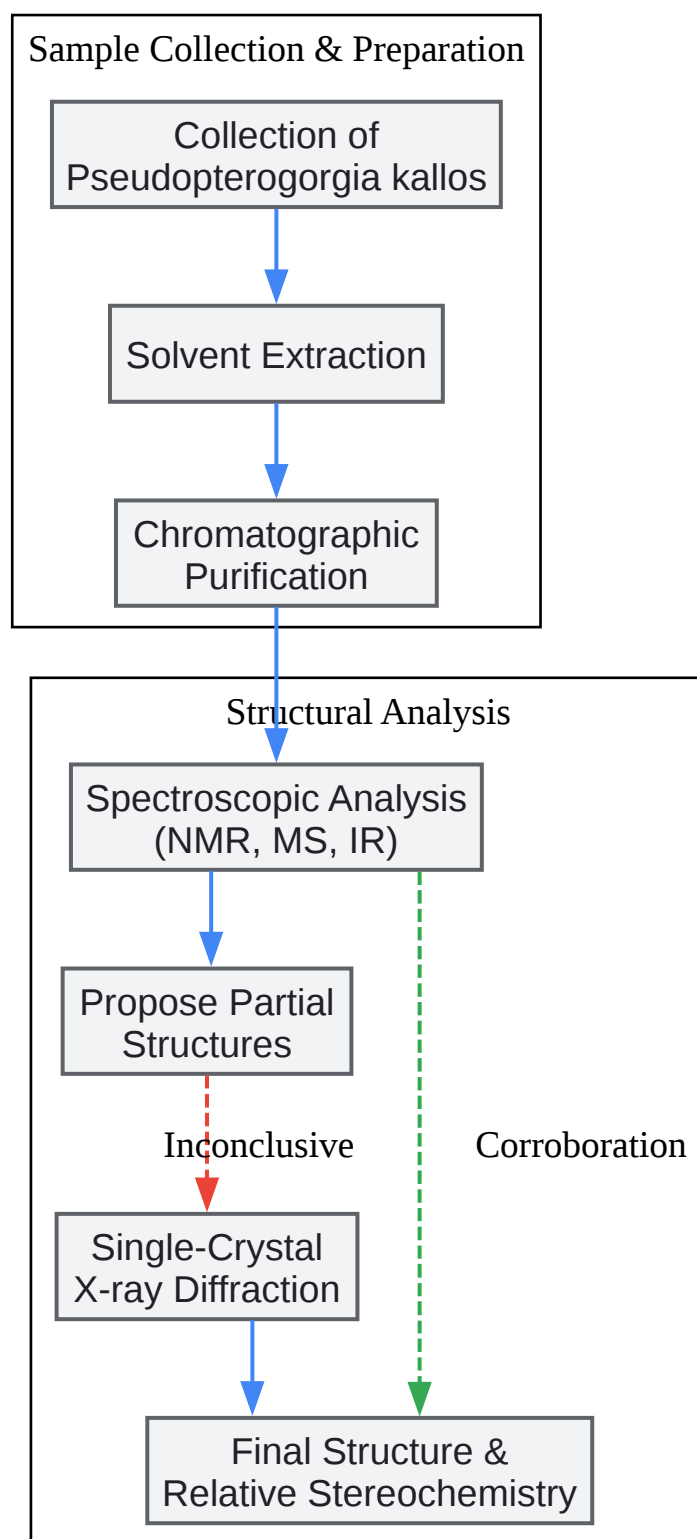 Sample Collection & Preparation
Collection of
Pseudopterogorgia kallos
Solvent Extraction
Chromatographic
Purification
Structural Analysis
Spectroscopic Analysis
(NMR, MS, IR)
Propose Partial
Structures
Inconclusive
Corroboration
Single-Crystal
X-ray Diffraction
Final Structure &
Relative Stereochemistry